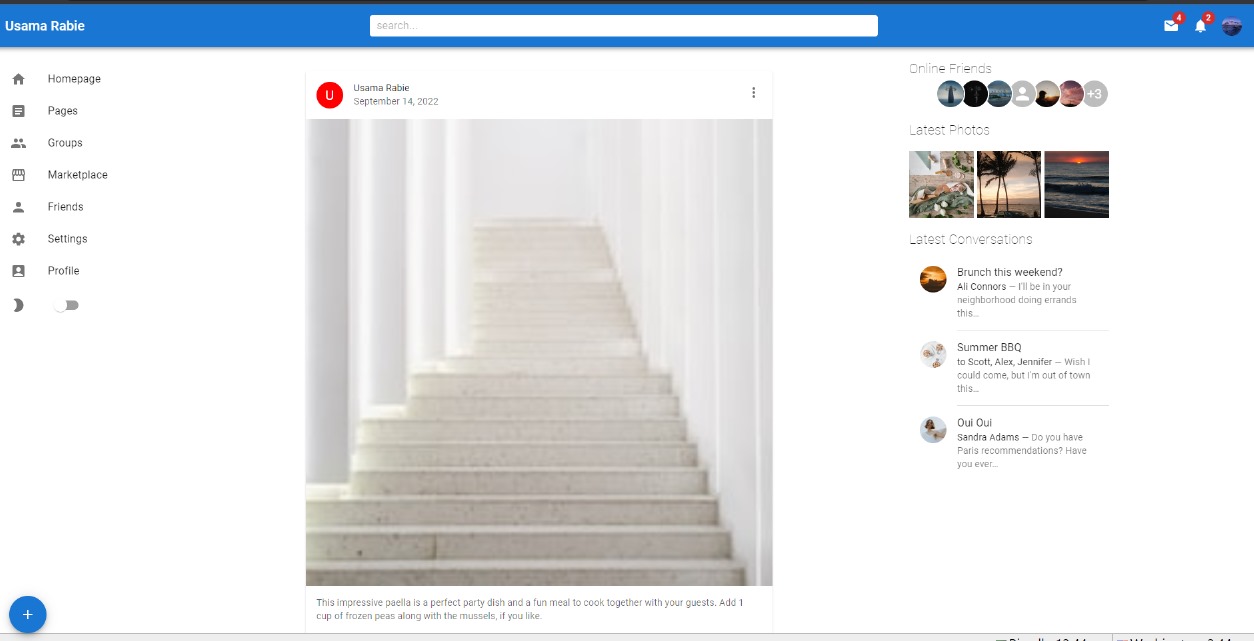 Usama Rabie
search...
4
2
Homepage
Pages
Groups
Marketplace
Friends
Settings
Profile
U
Usama Rabie
September 14, 2022
This impressive paella is a perfect party dish and a fun meal to cook together with your guests. Add 1
cup of frozen peas along with the mussels, if you like.
Online Friends
+3
Latest Photos
Latest Conversations
Brunch this weekend?
Ali Connors — I'll be in your
neighborhood doing errands
this…
Summer BBQ
to Scott, Alex, Jennifer — Wish I
could come, but I'm out of town
this…
Oui Oui
Sandra Adams — Do you have
Paris recommendations? Have
you ever…
+